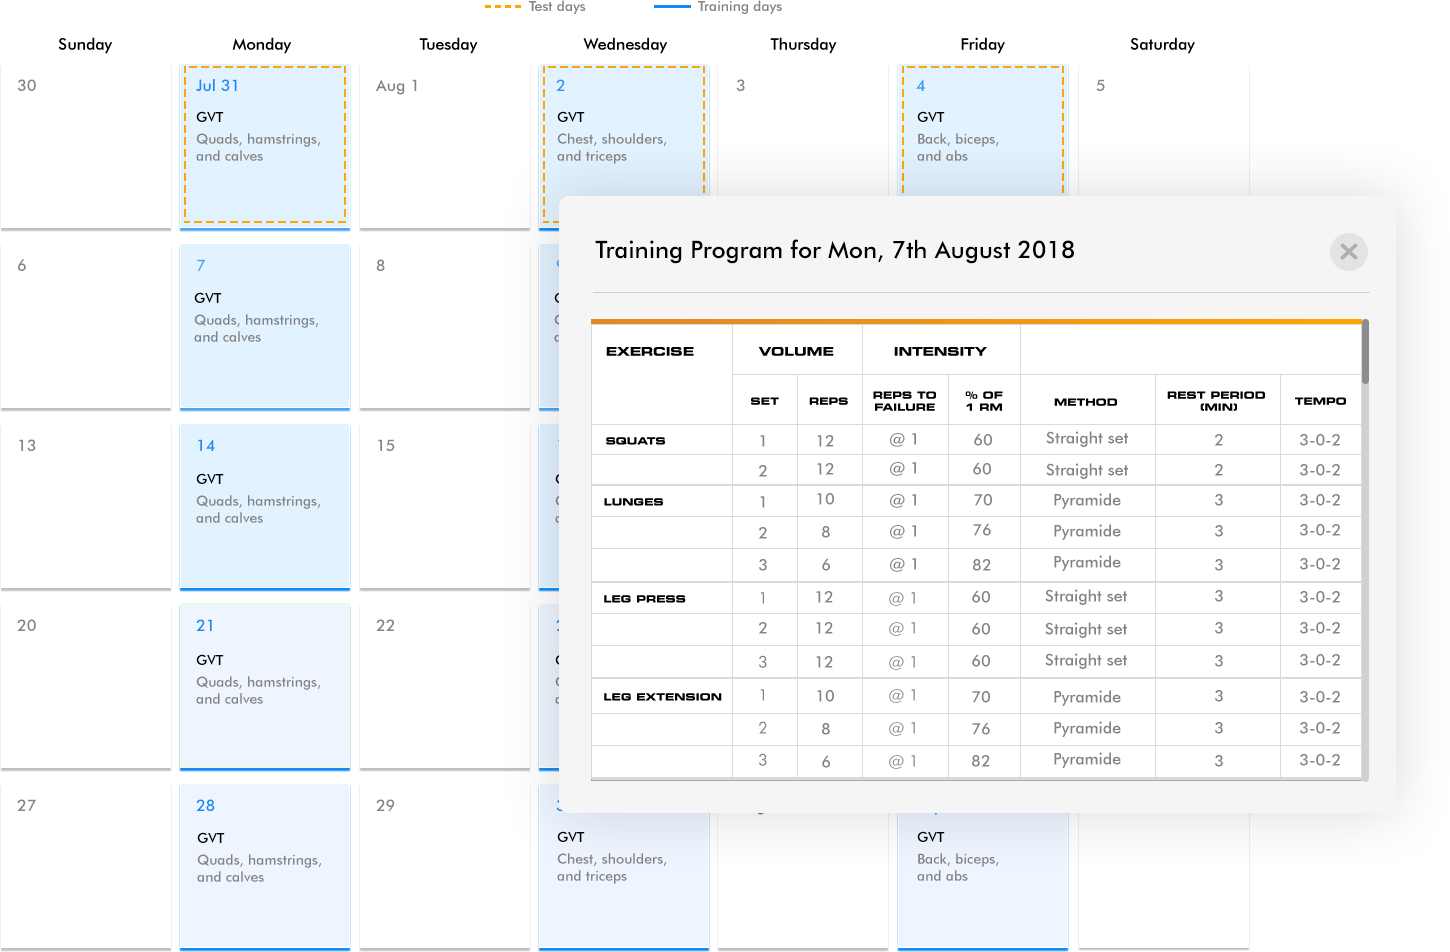 Test days Training days
Sunday Monday Tuesday Wednesday Thursday Friday Saturday
30 Jul 31 Aug 1 2 3 4 5
GVT GVT GVT
Quads, hamstrings, Chest, shoulders, Back, biceps,
and calves and triceps and abs
6 7 8
GVT
Quads, hamstrings,
and calves
13 14 15
GVT
Quads, hamstrings,
and calves
20 21 22
GVT
Quads, hamstrings,
and calves
27 28 29
GVT GVT GVT
Quads, hamstrings, Chest, shoulders, Back, biceps,
and calves and triceps and abs
Training Program for Mon, 7th August 2018
EXERCISE VOLUME INTENSITY
SET REPS REPS TO FAILURE % OF 1 RM METHOD REST PERIOD (MIN) TEMPO
SQUATS 1 12 @ 1 60 Straight set 2 3-0-2
2 12 @ 1 60 Straight set 2 3-0-2
LUNGES 1 10 @ 1 70 Pyramide 3 3-0-2
2 8 @ 1 76 Pyramide 3 3-0-2
3 6 @ 1 82 Pyramide 3 3-0-2
LEG PRESS 1 12 @ 1 60 Straight set 3 3-0-2
2 12 @ 1 60 Straight set 3 3-0-2
3 12 @ 1 60 Straight set 3 3-0-2
LEG EXTENSION 1 10 @ 1 70 Pyramide 3 3-0-2
2 8 @ 1 76 Pyramide 3 3-0-2
3 6 @ 1 82 Pyramide 3 3-0-2